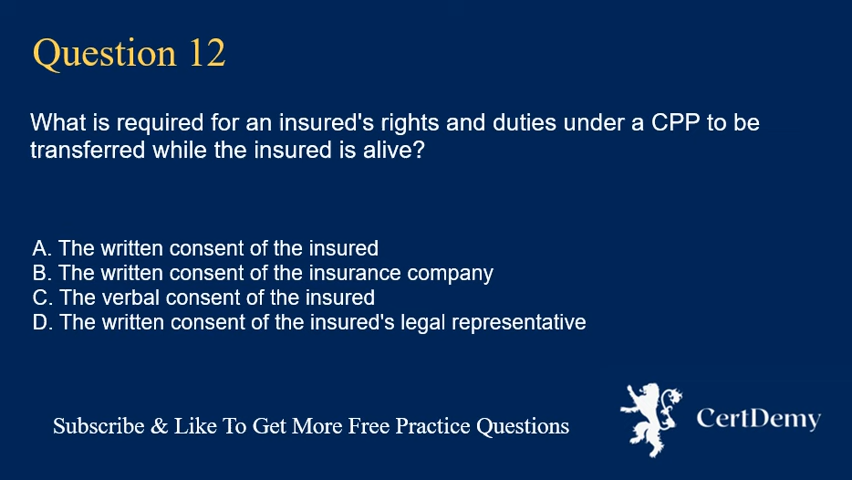 Question 12
What is required for an insured's rights and duties under a CPP to be
transferred while the insured is alive?
A. The written consent of the insured
B. The written consent of the insurance company
C. The verbal consent of the insured
D. The written consent of the insured's legal representative
Subscribe & Like To Get More Free Practice Questions
CertDemy